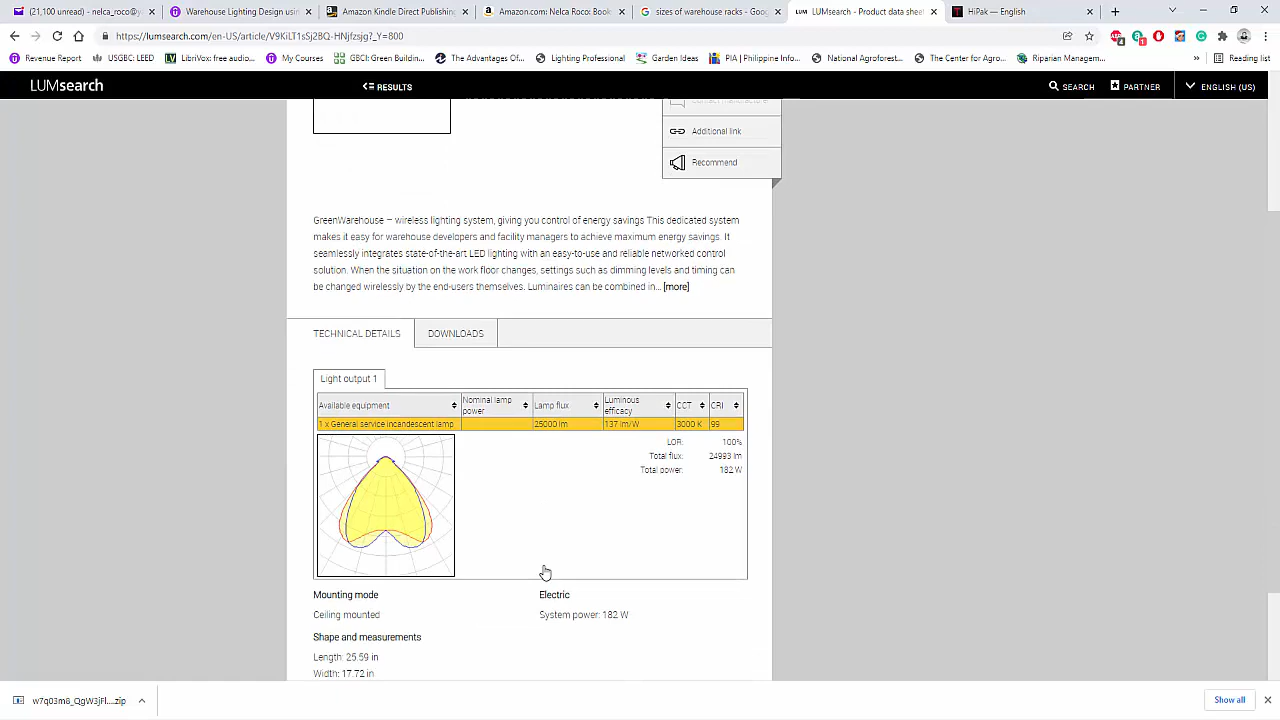 (21,100 unread) - nelca_roco@y
Warehouse Lighting Design usin
Amazon Kindle Direct Publishing
Amazon.com: Nelca Roco: Book
sizes of warehouse racks - Goog
LUM LUMsearch - Product data sheet
HiPak — English
https://lumsearch.com/en-US/article/V9KiLT1sSj2BQ-HNjfzsjg?_Y=800
Revenue Report
USGBC: LEED
LibriVox: free audio...
My Courses
GBCI: Green Building...
The Advantages Of...
Lighting Professional
Garden Ideas
PIA | Philippine Info...
National Agroforest...
The Center for Agro...
Riparian Managem...
»
Reading list
LUMsearch
RESULTS
SEARCH
PARTNER
ENGLISH (US)
Contact manufacturer
Additional link
Recommend
GreenWarehouse – wireless lighting system, giving you control of energy savings This dedicated system
makes it easy for warehouse developers and facility managers to achieve maximum energy savings. It
seamlessly integrates state-of-the-art LED lighting with an easy-to-use and reliable networked control
solution. When the situation on the work floor changes, settings such as dimming levels and timing can
be changed wirelessly by the end-users themselves. Luminaires can be combined in... [more]
TECHNICAL DETAILS
DOWNLOADS
Light output 1
Available equipment
Nominal lamp power
Lamp flux
Luminous efficacy
CCT
CRI
1 x General service incandescent lamp
25000 lm
137 lm/W
3000 K
99
LOR: 100%
Total flux: 24993 lm
Total power: 182 W
Mounting mode
Electric
Ceiling mounted
System power: 182 W
Shape and measurements
Length: 25.59 in
Width: 17.72 in
w7q03m8_QgW3jFl....zip
Show all